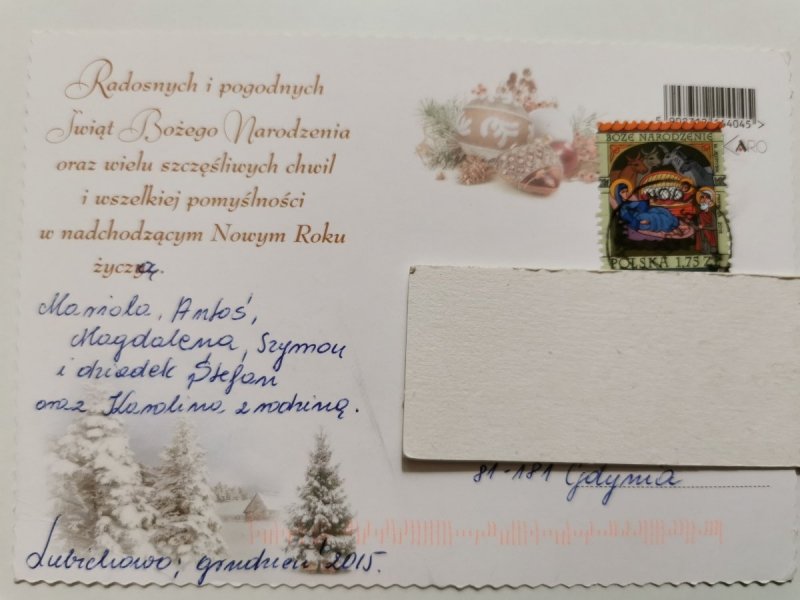 Radosnych i pogodnych
Świąt Bożego Narodzenia
oraz wielu szczęśliwych chwil
i wszelkiej pomyślności
w nadchodzącym Nowym Roku
życzą.
Mariola, Antoś,
Magdalena, Szymon
i dziadek Stefan
oraz Karolina z rodziną.
Lubichowo, grudzień 2015.
BOŻE NARODZENIE
POLSKA 1,75 ZŁ
81-181 Gdynia